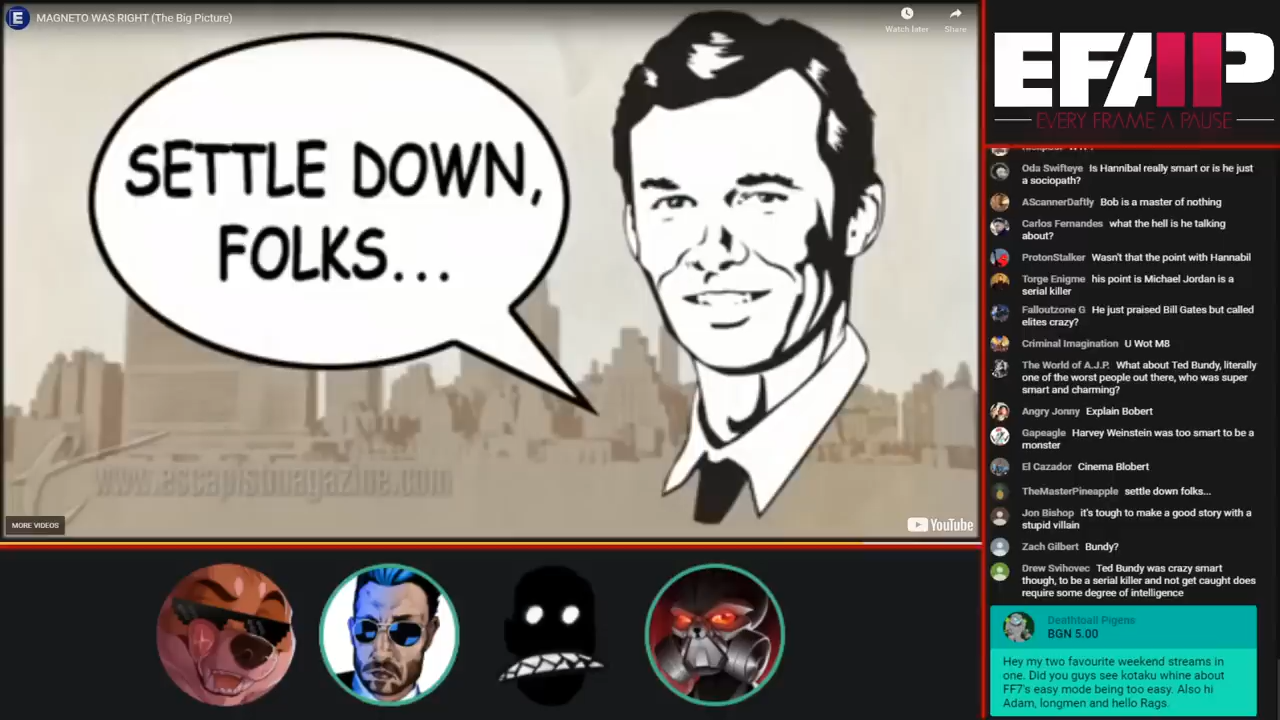 E
MAGNETO WAS RIGHT (The Big Picture)
Watch later
Share
SETTLE DOWN,
FOLKS...
www.escapistmagazine.com
MORE VIDEOS
YouTube
EFAP
EVERY FRAME A PAUSE
Oda Swifteye Is Hannibal really smart or is he just
a sociopath?
AScannerDaftly Bob is a master of nothing
Carlos Fernandes what the hell is he talking
about?
ProtonStalker Wasn't that the point with Hannabil
Torge Enigme his point is Michael Jordan is a
serial killer
Falloutzone G He just praised Bill Gates but called
elites crazy?
Criminal Imagination U Wot M8
The World of A.J.P. What about Ted Bundy, literally
one of the worst people out there, who was super
smart and charming?
Angry Jonny Explain Bobert
Gapeagle Harvey Weinstein was too smart to be a
monster
El Cazador Cinema Blobert
TheMasterPineapple settle down folks...
Jon Bishop it's tough to make a good story with a
stupid villain
Zach Gilbert Bundy?
Drew Svihovec Ted Bundy was crazy smart
though, to be a serial killer and not get caught does
require some degree of intelligence
Deathtoall Pigens
BGN 5.00
Hey my two favourite weekend streams in
one. Did you guys see kotaku whine about
FF7's easy mode being too easy. Also hi
Adam, longmen and hello Rags.